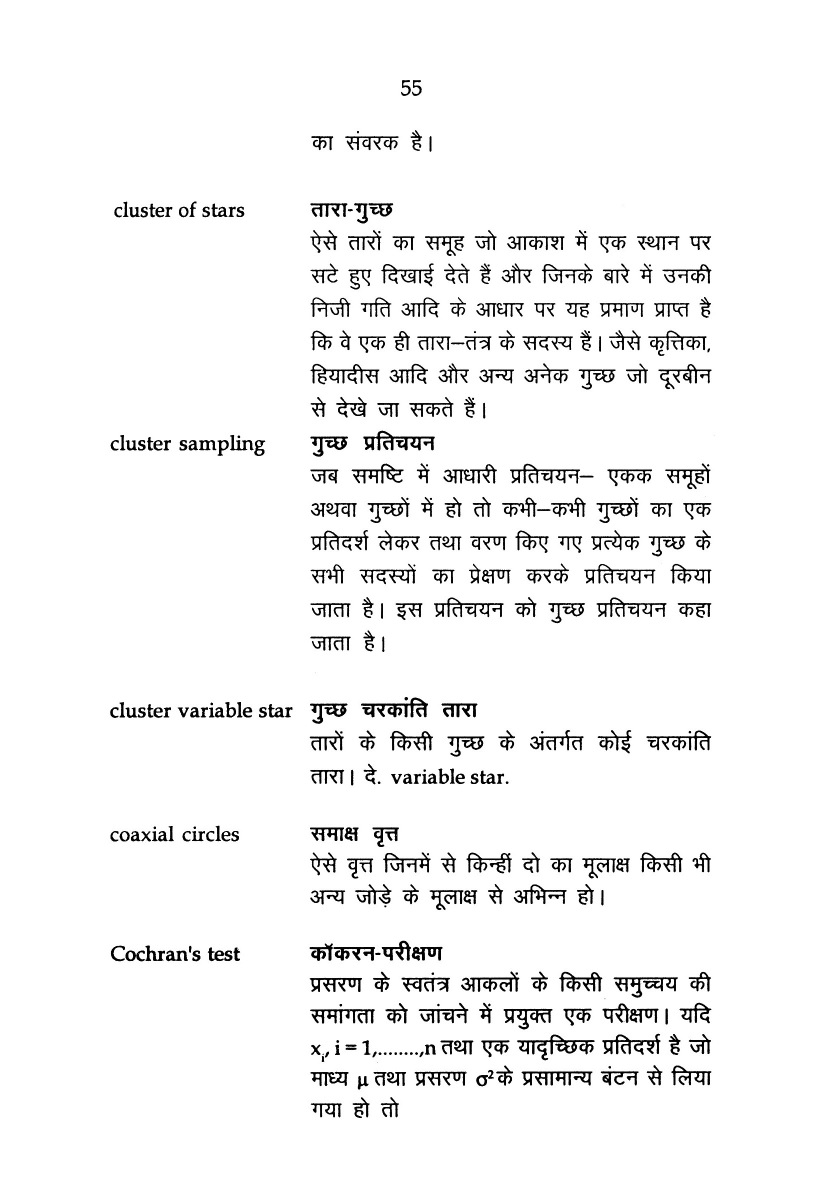 55
का संवरक है।
cluster of stars तारा-गुच्छ
ऐसे तारों का समूह जो आकाश में एक स्थान पर
सटे हुए दिखाई देते हैं और जिनके बारे में उनकी
निजी गति आदि के आधार पर यह प्रमाण प्राप्त है
कि वे एक ही तारा–तंत्र के सदस्य हैं। जैसे कृत्तिका,
हियादीस आदि और अन्य अनेक गुच्छ जो दूरबीन
से देखे जा सकते हैं।
cluster sampling गुच्छ प्रतिचयन
जब समष्टि में आधारी प्रतिचयन– एकक समूहों
अथवा गुच्छों में हो तो कभी–कभी गुच्छों का एक
प्रतिदर्श लेकर तथा वरण किए गए प्रत्येक गुच्छ के
सभी सदस्यों का प्रेक्षण करके प्रतिचयन किया
जाता है। इस प्रतिचयन को गुच्छ प्रतिचयन कहा
जाता है।
cluster variable star गुच्छ चरकांति तारा
तारों के किसी गुच्छ के अंतर्गत कोई चरकांति
तारा। दे. variable star.
coaxial circles समाक्ष वृत्त
ऐसे वृत्त जिनमें से किन्हीं दो का मूलाक्ष किसी भी
अन्य जोड़े के मूलाक्ष से अभिन्न हो।
Cochran's test कॉकरन-परीक्षण
प्रसरण के स्वतंत्र आकलों के किसी समुच्चय की
समांगता को जांचने में प्रयुक्त एक परीक्षण। यदि
xᵢ, i = 1,........,n तथा एक यादृच्छिक प्रतिदर्श है जो
माध्य μ तथा प्रसरण σ² के प्रसामान्य बंटन से लिया
गया हो तो